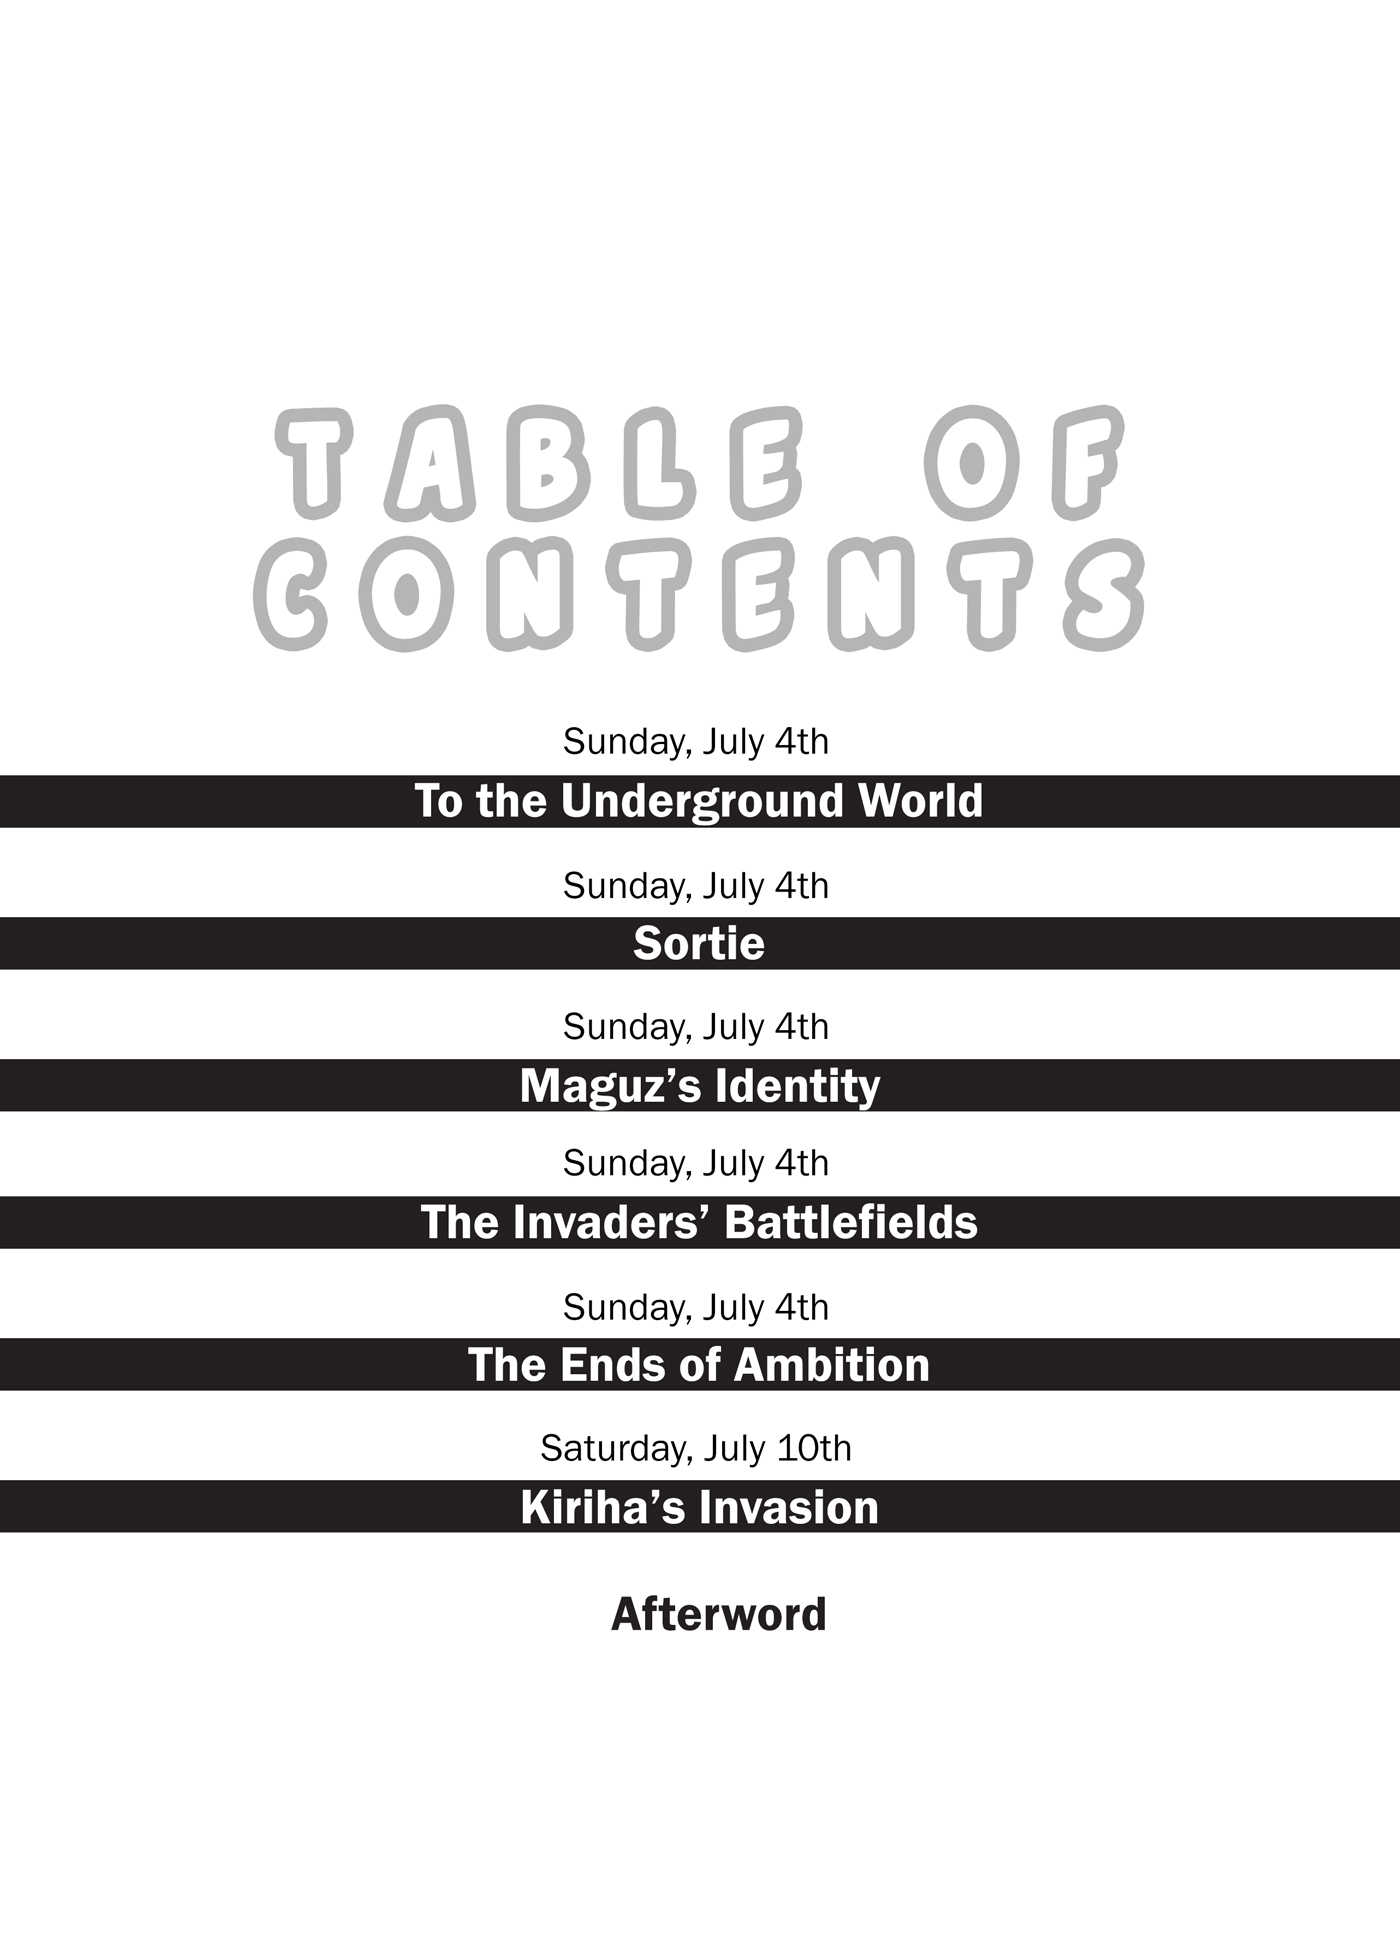 TABLE OF
CONTENTS
Sunday, July 4th
To the Underground World
Sunday, July 4th
Sortie
Sunday, July 4th
Maguz’s Identity
Sunday, July 4th
The Invaders’ Battlefields
Sunday, July 4th
The Ends of Ambition
Saturday, July 10th
Kiriha’s Invasion
Afterword